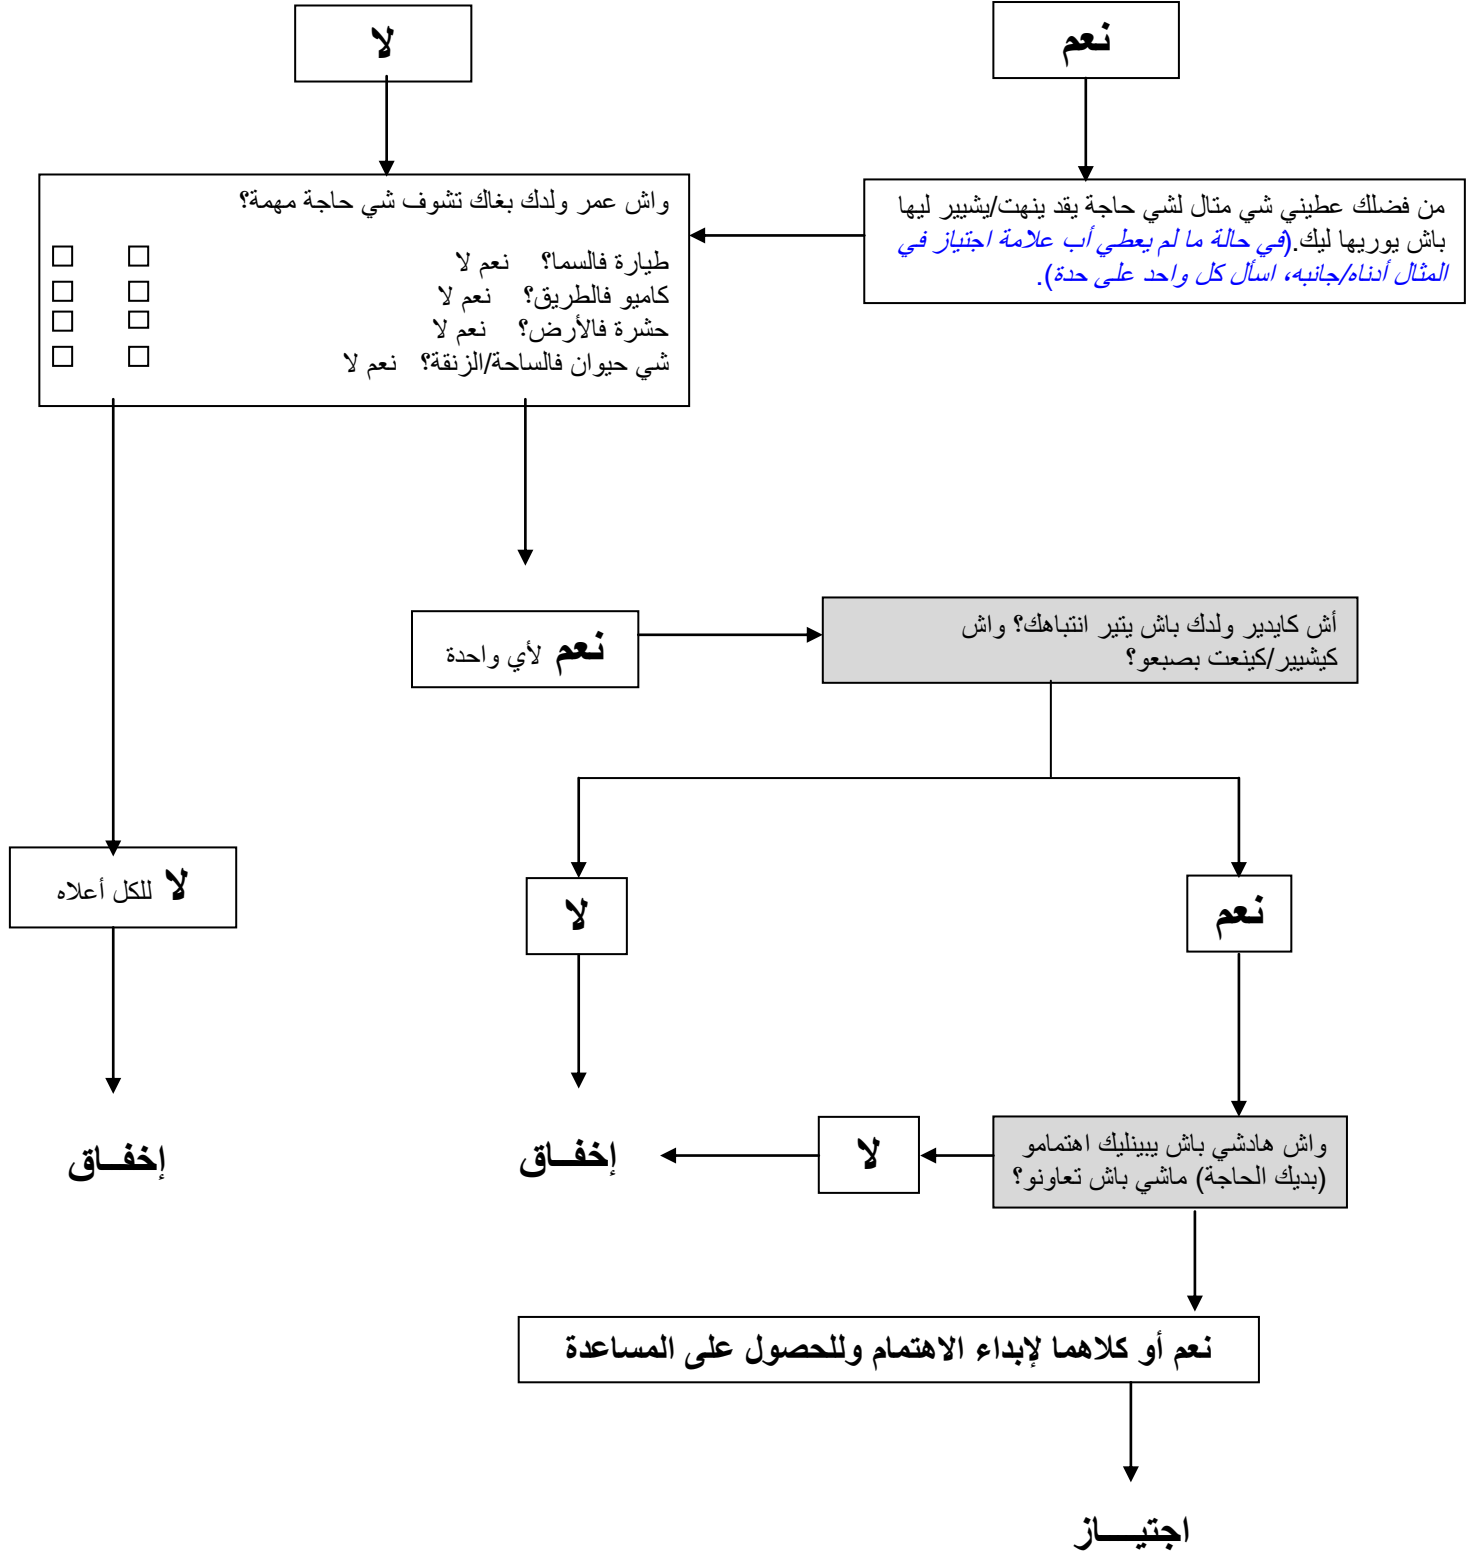 نعم
لا
من فضلك عطيني شي متال لشي حاجة يقد ينهت/يشيير ليها
باش يوريها ليك.(في حالة ما لم يعطي أب علامة اجتياز في
المثال أدناه/جانبه، اسأل كل واحد على حدة).
واش عمر ولدك بغاك تشوف شي حاجة مهمة؟
طيارة فالسما؟ نعم لا
كاميو فالطريق؟ نعم لا
حشرة فالأرض؟ نعم لا
شي حيوان فالساحة/الزنقة؟ نعم لا
أش كايدير ولدك باش يتير انتباهك؟ واش
كيشيير/كينعت بصبعو؟
نعم لأي واحدة
لا للكل أعلاه
نعم
لا
واش هادشي باش يبينليك اهتمامو
(بديك الحاجة) ماشي باش تعاونو؟
لا
إخفــاق
إخفــاق
نعم أو كلاهما لإبداء الاهتمام وللحصول على المساعدة
اجتيــــاز